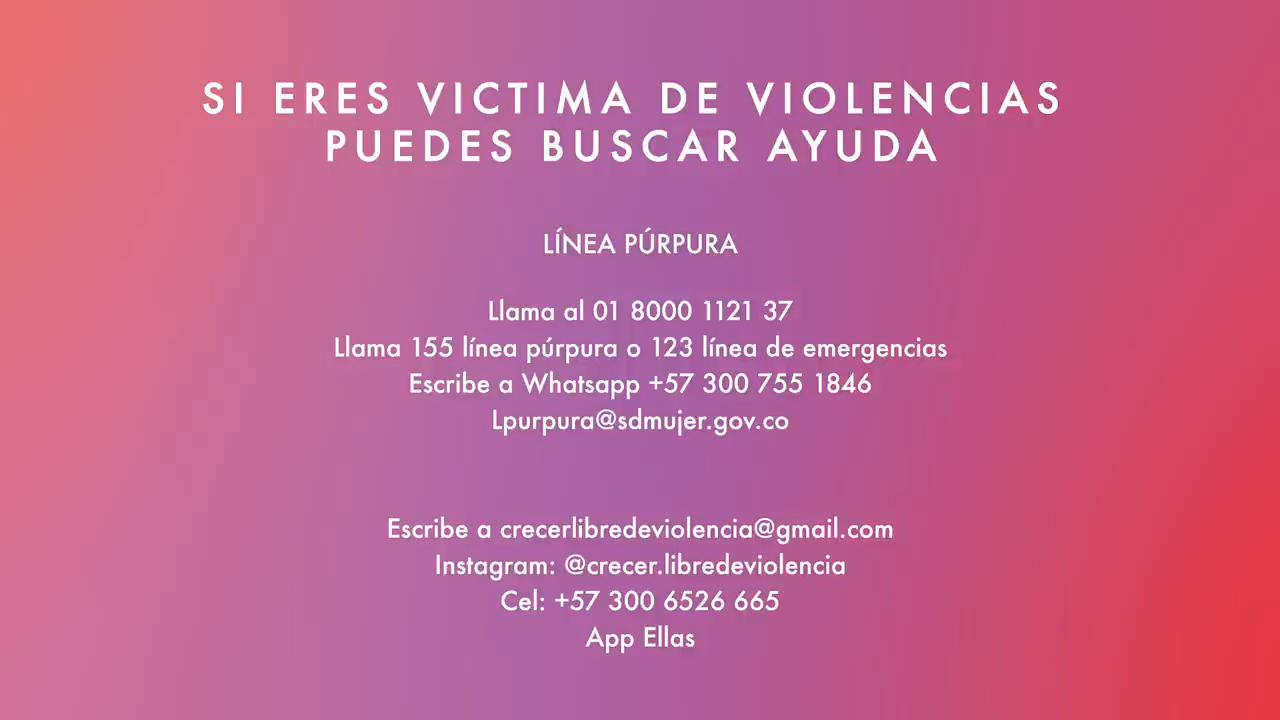 SI ERES VICTIMA DE VIOLENCIAS
PUEDES BUSCAR AYUDA
LÍNEA PÚRPURA
Llama al 01 8000 1121 37
Llama 155 línea púrpura o 123 línea de emergencias
Escribe a Whatsapp +57 300 755 1846
Lpurpura@sdmujer.gov.co
Escribe a crecerlibredeviolencia@gmail.com
Instagram: @crecer.libredeviolencia
Cel: +57 300 6526 665
App Ellas